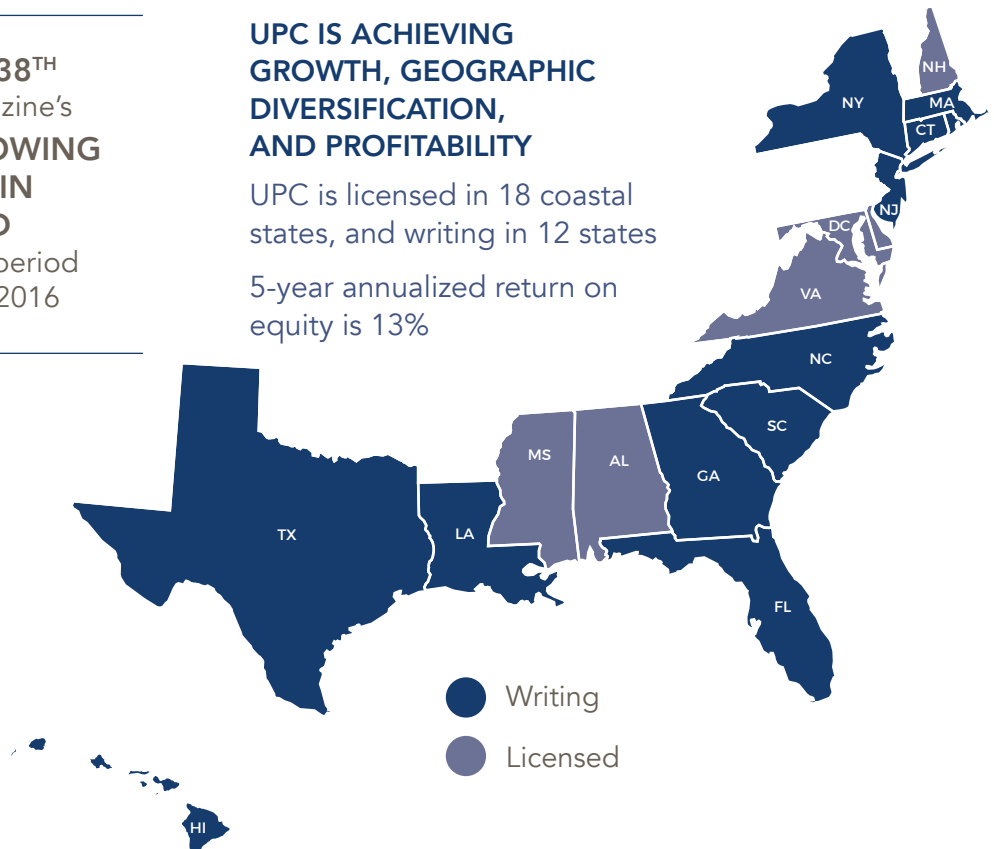 38TH
zine's
OWING
IN
D
period
2016
UPC IS ACHIEVING
GROWTH, GEOGRAPHIC
DIVERSIFICATION,
AND PROFITABILITY
UPC is licensed in 18 coastal
states, and writing in 12 states
5-year annualized return on
equity is 13%
NH
NY
MA
CT
NJ
DC
VA
NC
SC
MS
AL
GA
TX
LA
FL
Writing
Licensed
HI